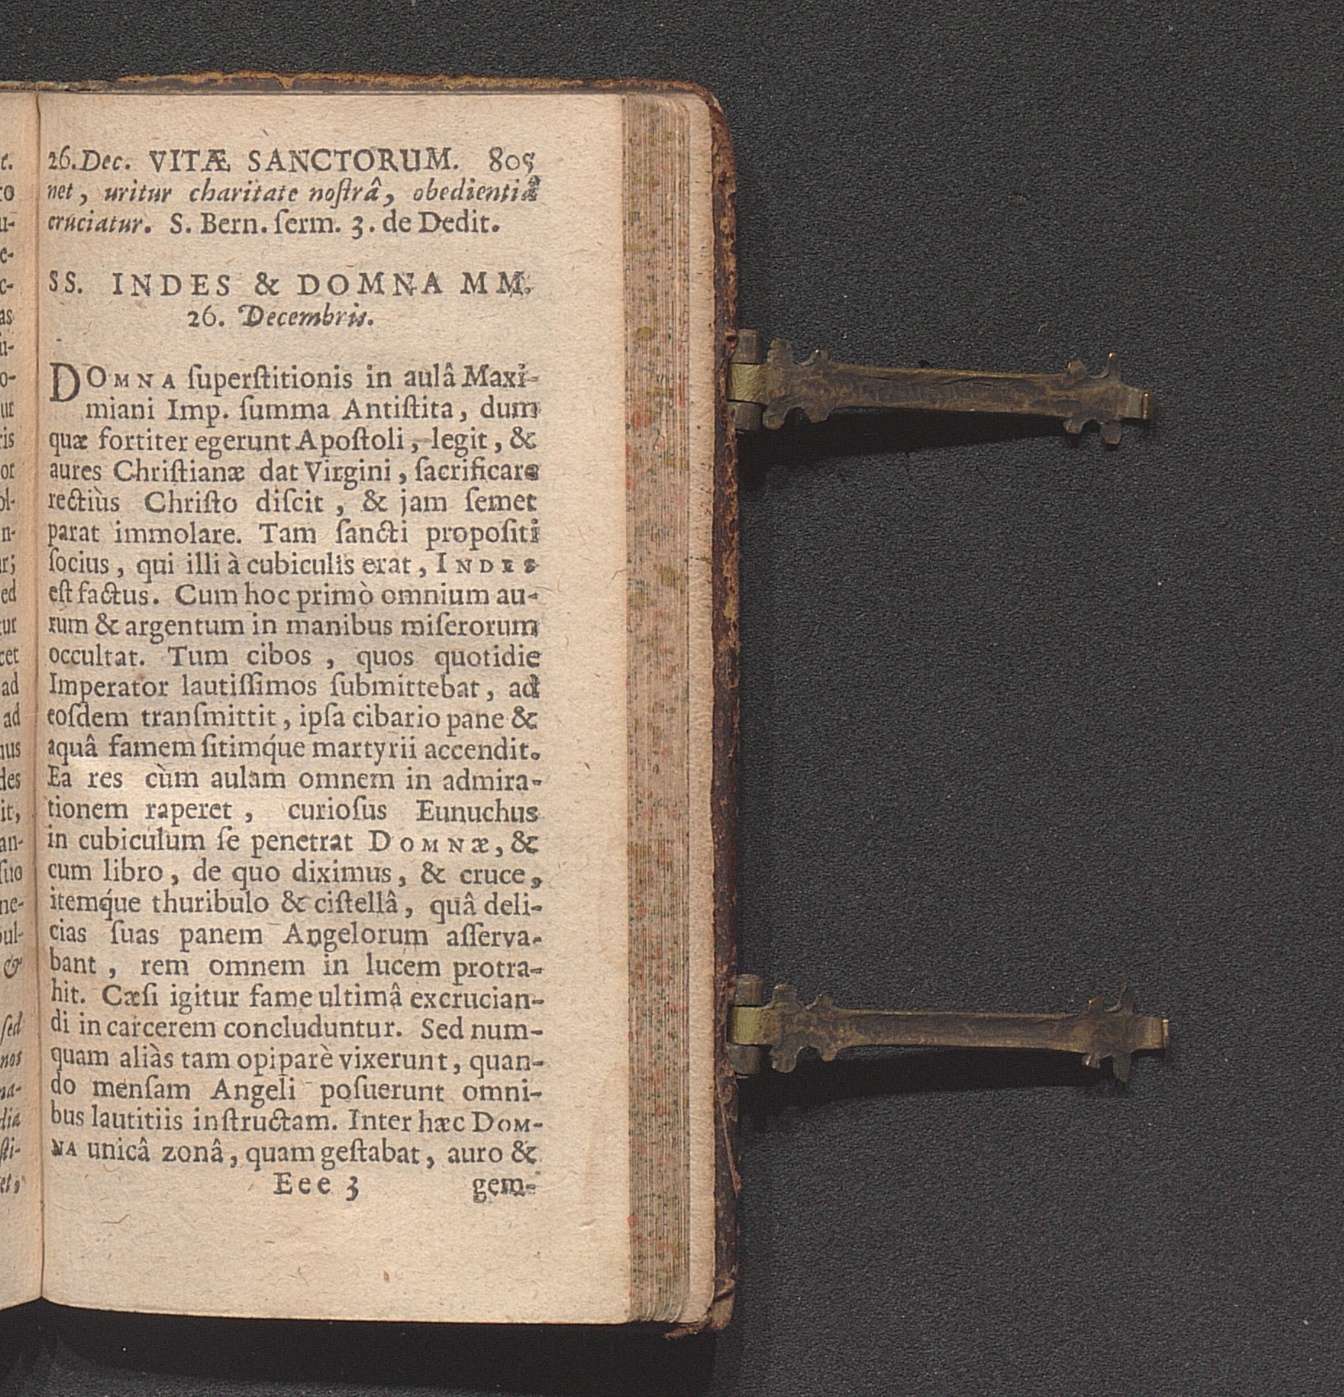 26. Dec. VITÆ SANCTORUM. 805
net, uritur charitate nostrâ, obedientiâ
cruciatur. S. Bern. ſerm. 3. de Dedit.
SS. INDES & DOMNA MM.
26. Decembris.
DOMNA ſuperſtitionis in aulâ Maxi-
miani Imp. ſumma Antiſtita, dum
quæ fortiter egerunt Apoſtoli, legit, &
aures Chriſtianæ dat Virgini, ſacrificare
rectiùs Chriſto diſcit, & jam ſemet
parat immolare. Tam ſancti propoſiti
ſocius, qui illi à cubiculis erat, INDES
eſt factus. Cum hoc primò omnium au-
rum & argentum in manibus miſerorum
occultat. Tum cibos, quos quotidie
Imperator lautiſſimos ſubmittebat, ad
eoſdem tranſmittit, ipſa cibario pane &
aquâ famem ſitimq́ue martyrii accendit.
Ea res cùm aulam omnem in admira-
tionem raperet, curioſus Eunuchus
in cubiculum ſe penetrat DOMNÆ, &
cum libro, de quo diximus, & cruce,
itemq́ue thuribulo & ciſtellâ, quâ deli-
cias ſuas panem Angelorum aſſerva-
bant, rem omnem in lucem protra-
hit. Cæſi igitur fame ultimâ excrucian-
di in carcerem concluduntur. Sed num-
quam aliàs tam opiparè vixerunt, quan-
do menſam Angeli poſuerunt omni-
bus lautitiis inſtructam. Inter hæc DOM-
NA unicâ zonâ, quam geſtabat, auro &
Eee 3 gem-